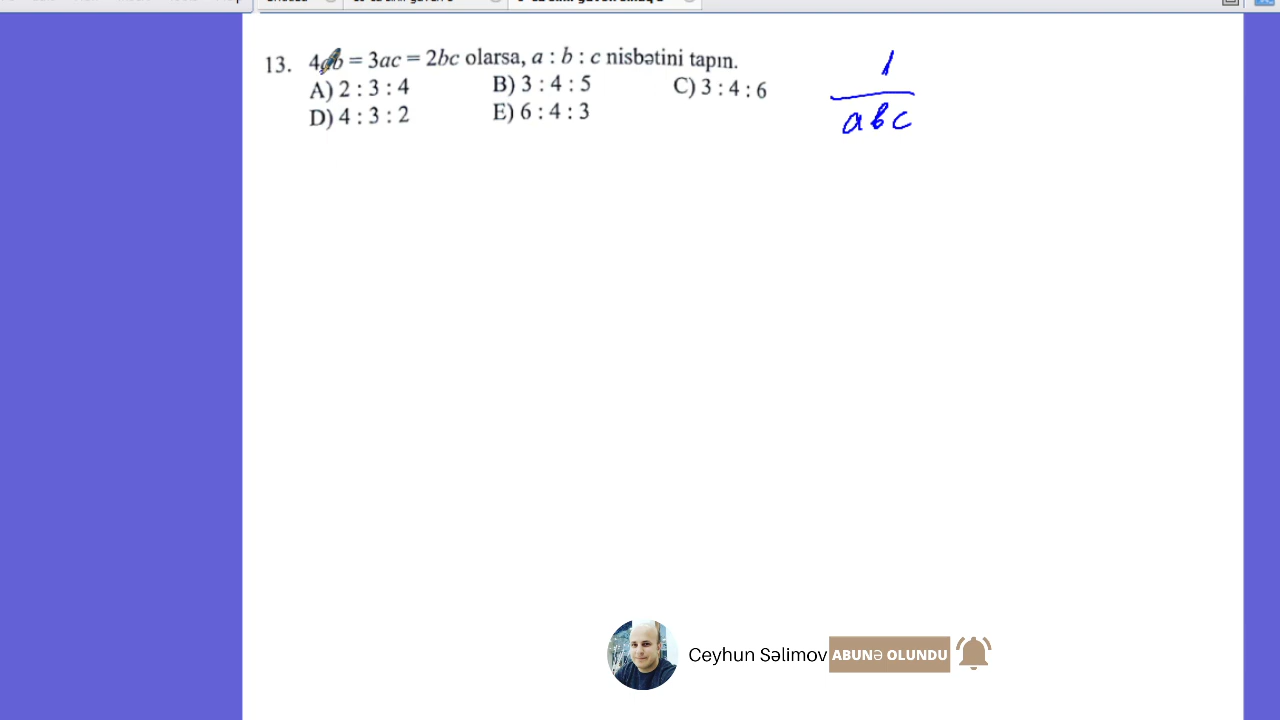 13. 4ab = 3ac = 2bc olarsa, a : b : c nisbətini tapın.
A) 2 : 3 : 4 B) 3 : 4 : 5 C) 3 : 4 : 6
D) 4 : 3 : 2 E) 6 : 4 : 3
1
abc
Ceyhun Səlimov ABUNƏ OLUNDU